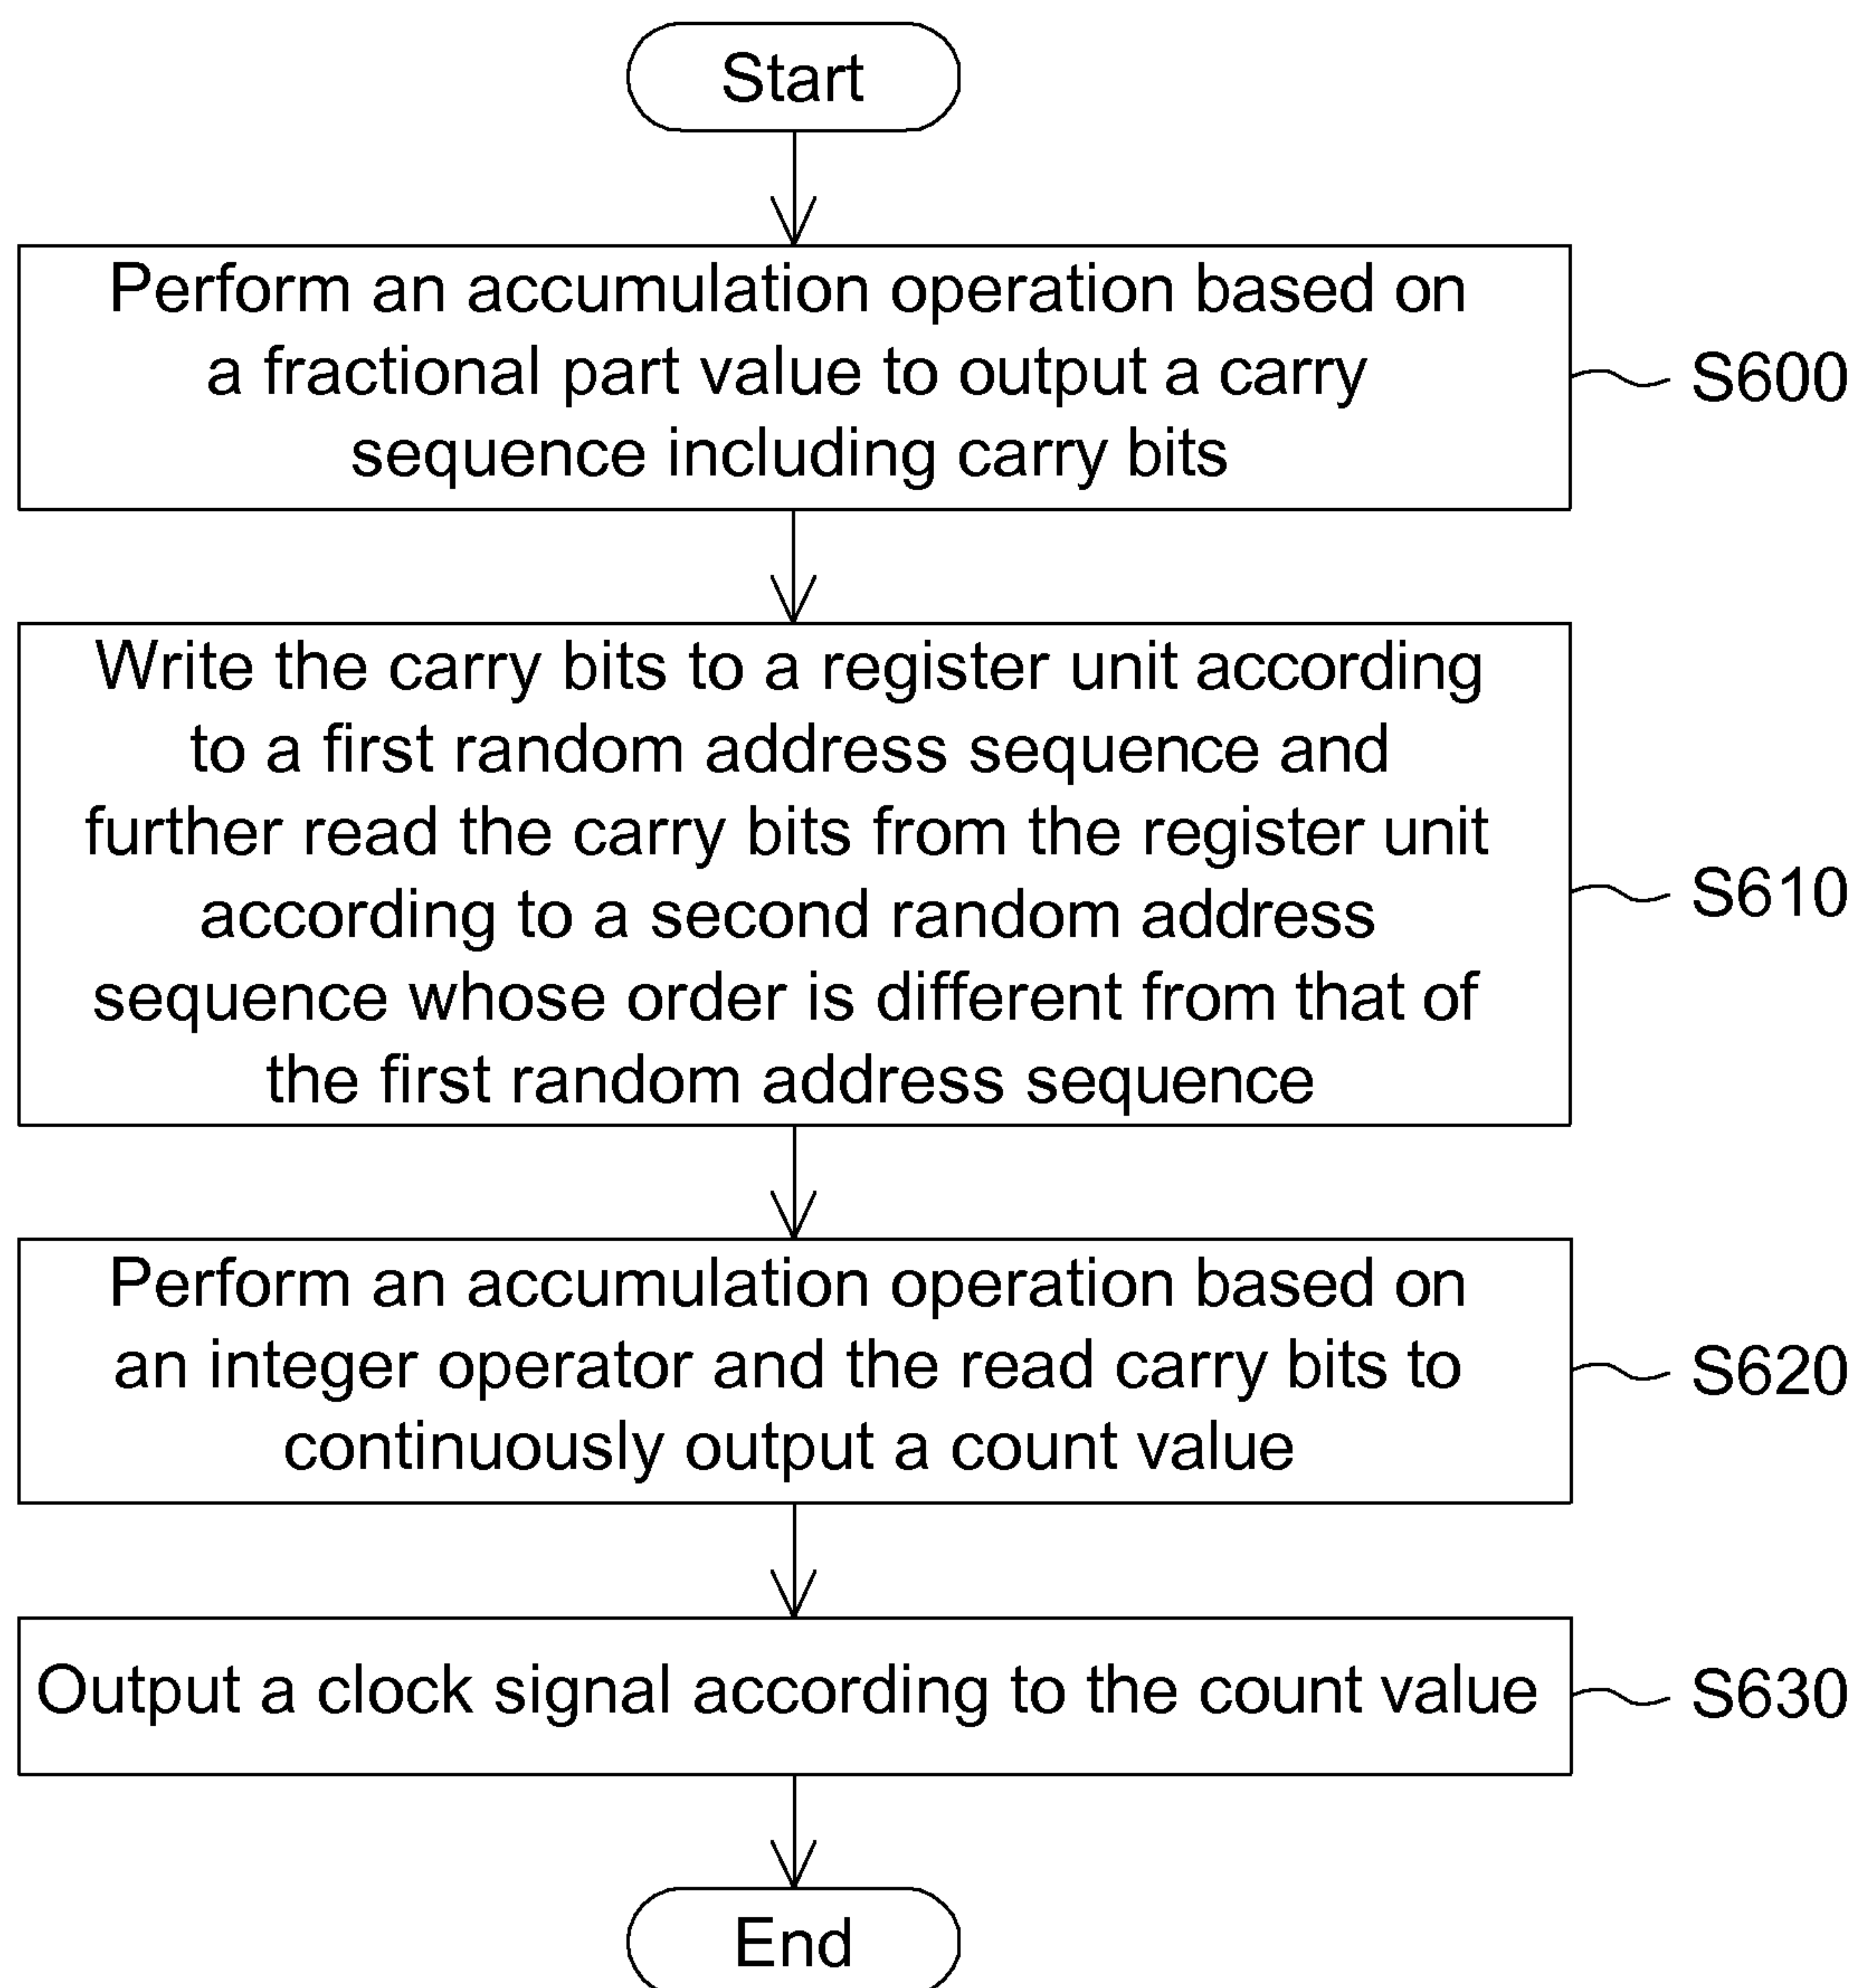 Start
Perform an accumulation operation based on
a fractional part value to output a carry
sequence including carry bits
S600
Write the carry bits to a register unit according
to a first random address sequence and
further read the carry bits from the register unit
according to a second random address
sequence whose order is different from that of
the first random address sequence
S610
Perform an accumulation operation based on
an integer operator and the read carry bits to
continuously output a count value
S620
Output a clock signal according to the count value
S630
End